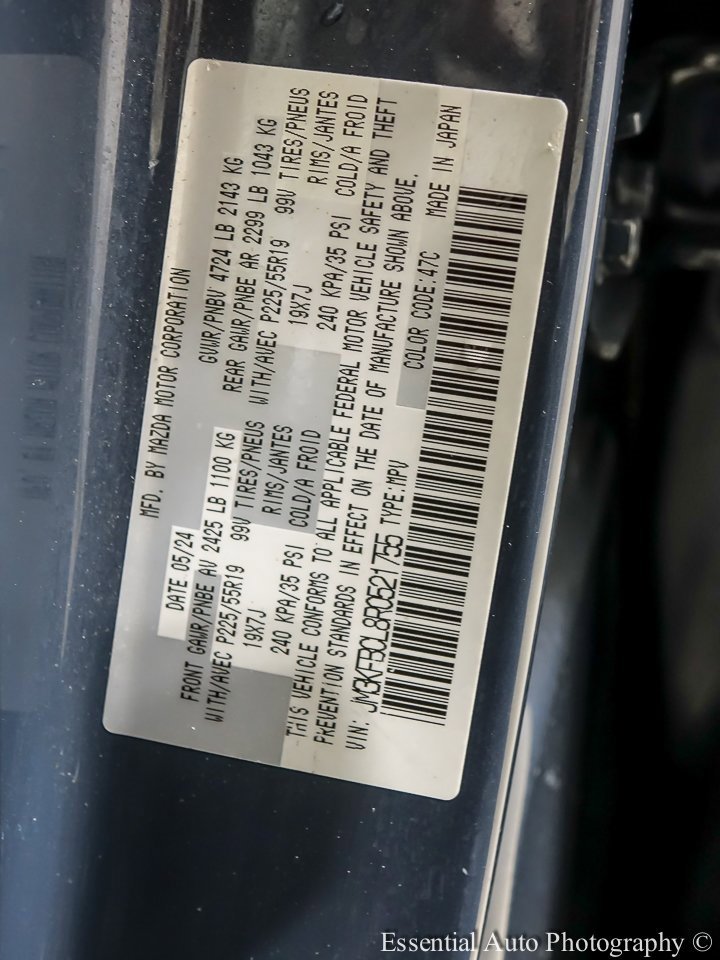 MFD. BY MAZDA MOTOR CORPORATION
DATE 05/24 GVWR/PNBV 4724 LB 2143 KG
FRONT GAWR/PNBE AV 2425 LB 1100 KG REAR GAWR/PNBE AR 2299 LB 1043 KG
WITH/AVEC P225/55R19 99V TIRES/PNEUS WITH/AVEC P225/55R19 99V TIRES/PNEUS
19X7J RIMS/JANTES 19X7J RIMS/JANTES
240 KPA/35 PSI COLD/A FROID 240 KPA/35 PSI COLD/A FROID
THIS VEHICLE CONFORMS TO ALL APPLICABLE FEDERAL MOTOR VEHICLE SAFETY AND THEFT
PREVENTION STANDARDS IN EFFECT ON THE DATE OF MANUFACTURE SHOWN ABOVE.
VIN: JM3KFBCL8R0521755 TYPE:MPV COLOR CODE:47C MADE IN JAPAN
Essential Auto Photography ©